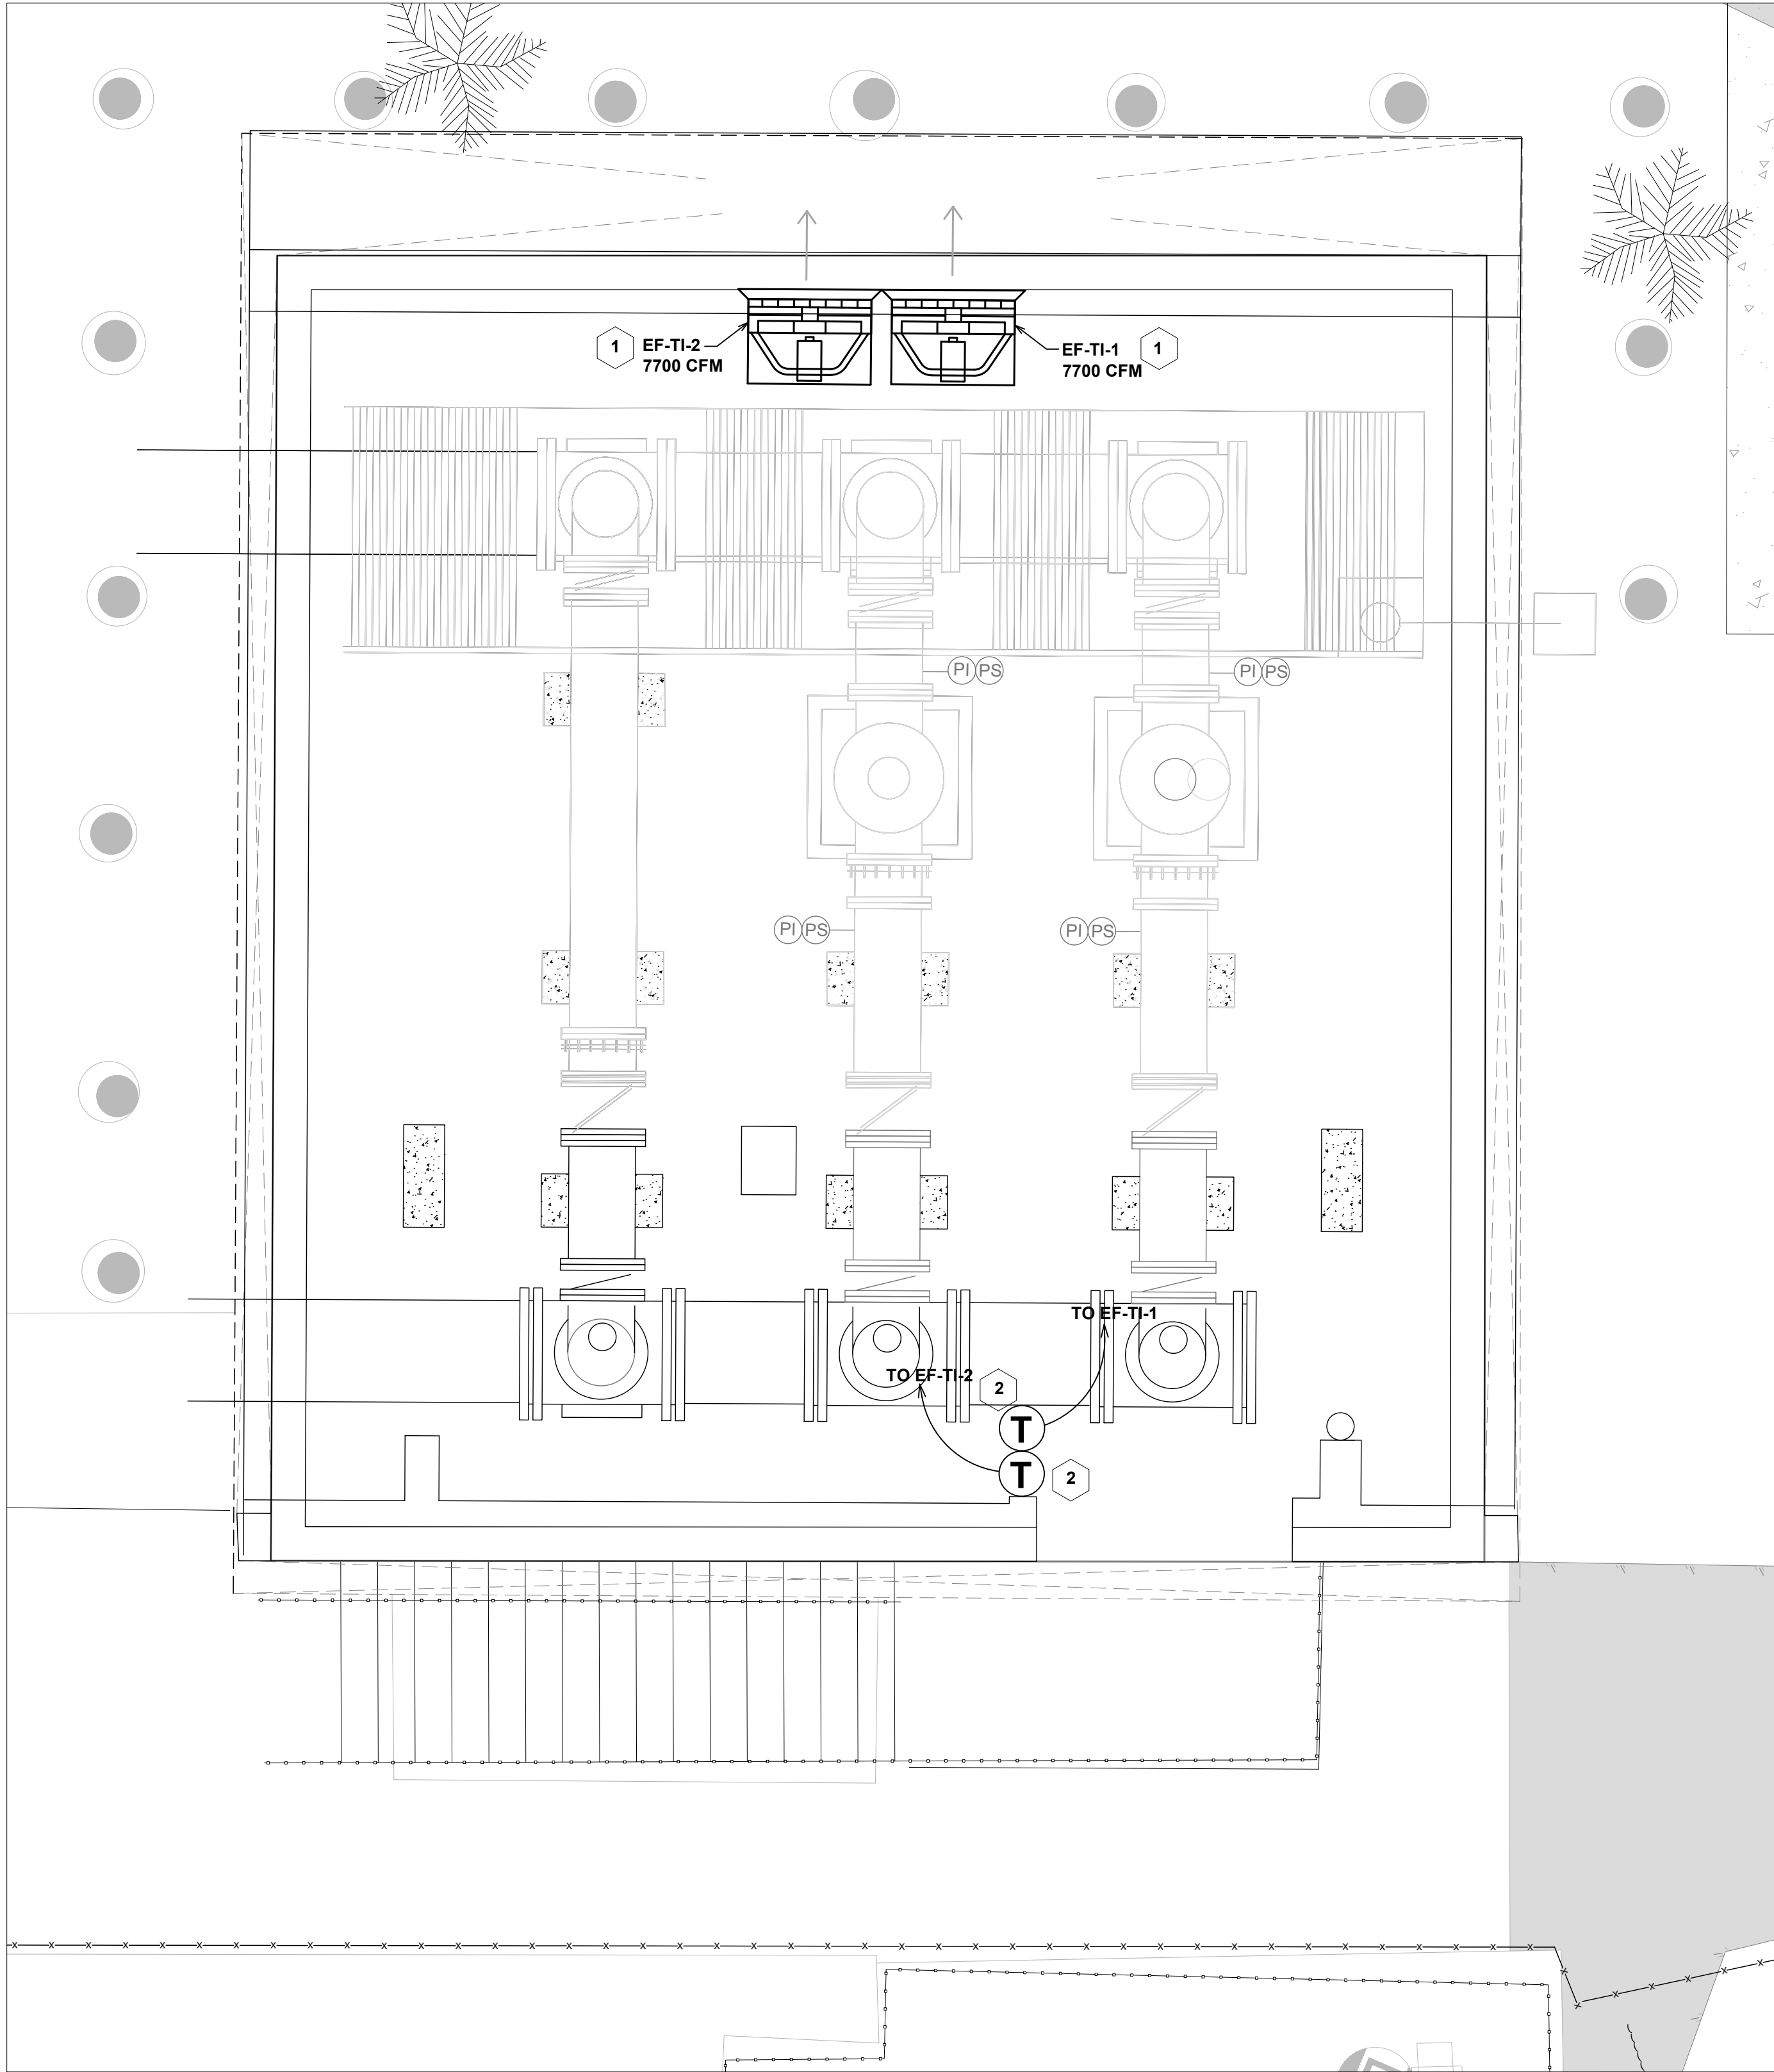 1
EF-TI-2
7700 CFM
EF-TI-1
7700 CFM
1
PI PS
PI PS
PI PS
PI PS
TO EF-TI-1
TO EF-TI-2
2
T
T
2